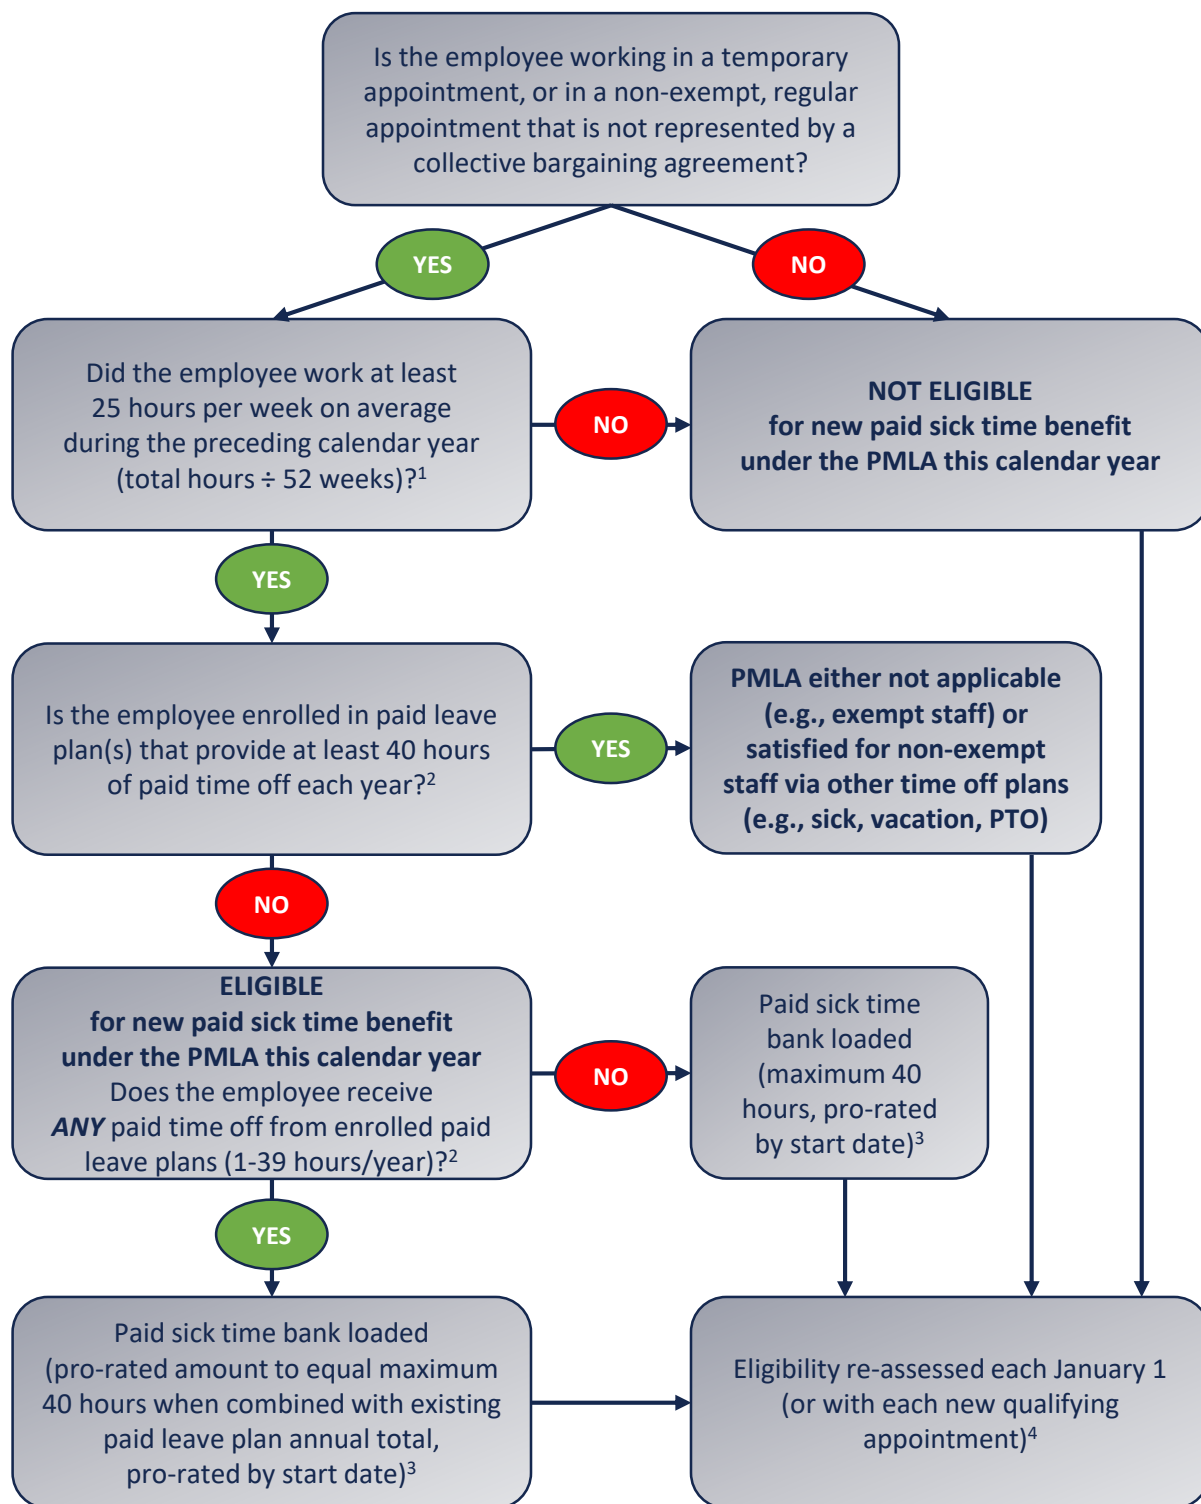 Is the employee working in a temporary
appointment, or in a non-exempt, regular
appointment that is not represented by a
collective bargaining agreement?
YES
NO
Did the employee work at least
25 hours per week on average
during the preceding calendar year
(total hours ÷ 52 weeks)?¹
NO
NOT ELIGIBLE
for new paid sick time benefit
under the PMLA this calendar year
YES
Is the employee enrolled in paid leave
plan(s) that provide at least 40 hours
of paid time off each year?²
YES
PMLA either not applicable
(e.g., exempt staff) or
satisfied for non-exempt
staff via other time off plans
(e.g., sick, vacation, PTO)
NO
ELIGIBLE
for new paid sick time benefit
under the PMLA this calendar year
Does the employee receive
ANY paid time off from enrolled paid
leave plans (1-39 hours/year)?²
NO
Paid sick time
bank loaded
(maximum 40
hours, pro-rated
by start date)³
YES
Paid sick time bank loaded
(pro-rated amount to equal maximum
40 hours when combined with existing
paid leave plan annual total,
pro-rated by start date)³
Eligibility re-assessed each January 1
(or with each new qualifying
appointment)⁴